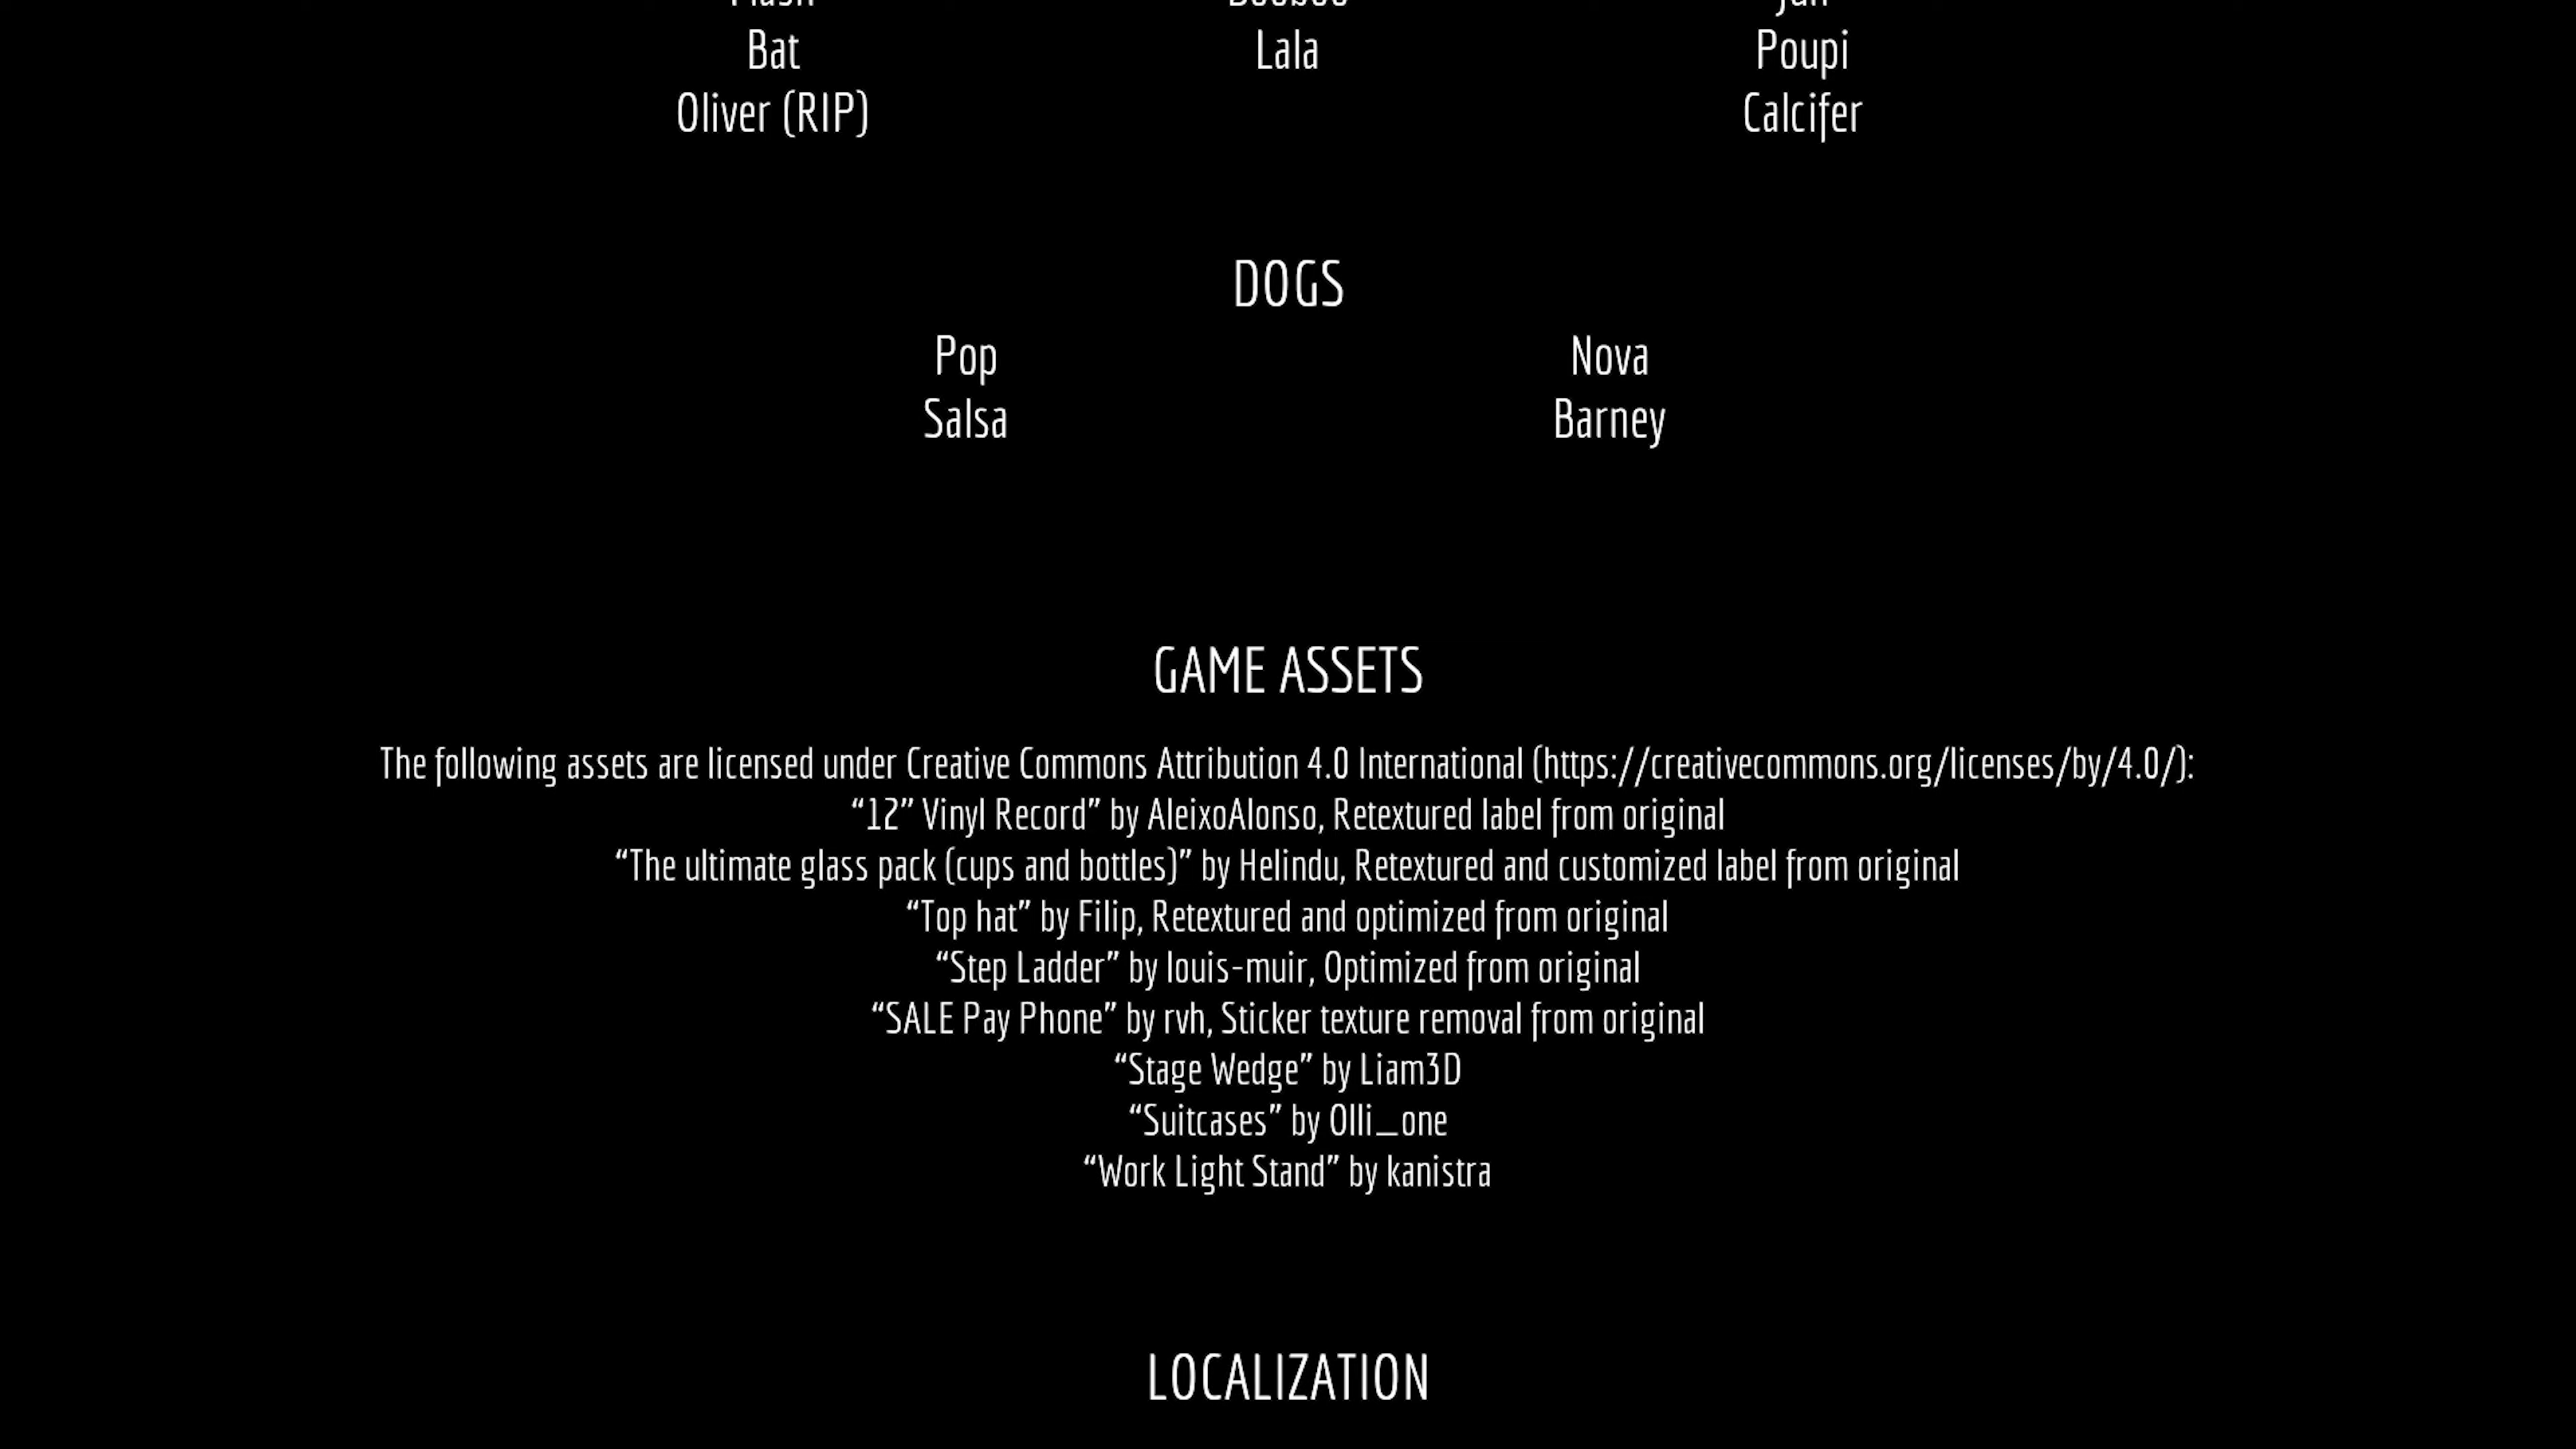 Bat Lala Poupi
Oliver (RIP) Calcifer
DOGS
Pop Nova
Salsa Barney
GAME ASSETS
The following assets are licensed under Creative Commons Attribution 4.0 International (https://creativecommons.org/licenses/by/4.0/):
“12” Vinyl Record” by AleixoAlonso, Retextured label from original
“The ultimate glass pack (cups and bottles)” by Helindu, Retextured and customized label from original
“Top hat” by Filip, Retextured and optimized from original
“Step Ladder” by louis-muir, Optimized from original
“SALE Pay Phone” by rvh, Sticker texture removal from original
“Stage Wedge” by Liam3D
“Suitcases” by Olli_one
“Work Light Stand” by kanistra
LOCALIZATION